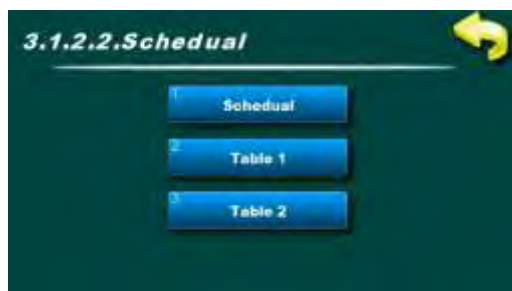 3.1.2.2.Schedual
1 Schedual
2 Table 1
3 Table 2